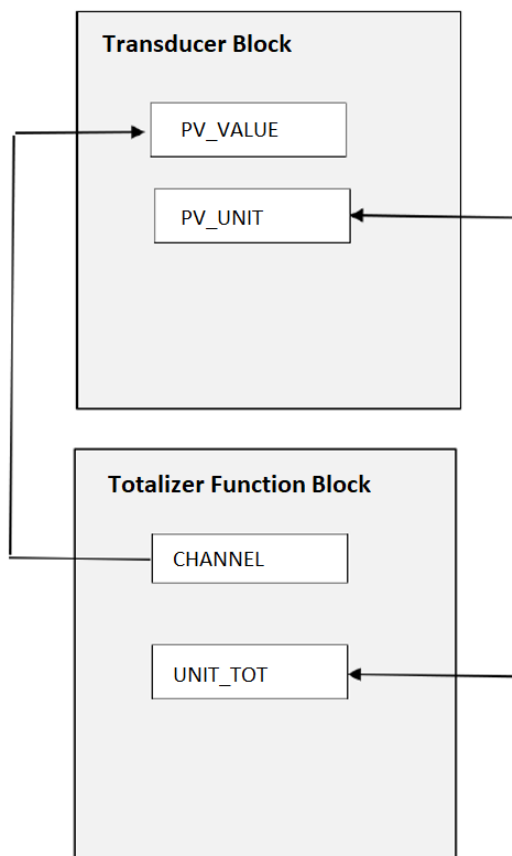 Transducer Block
PV_VALUE
PV_UNIT
Totalizer Function Block
CHANNEL
UNIT_TOT